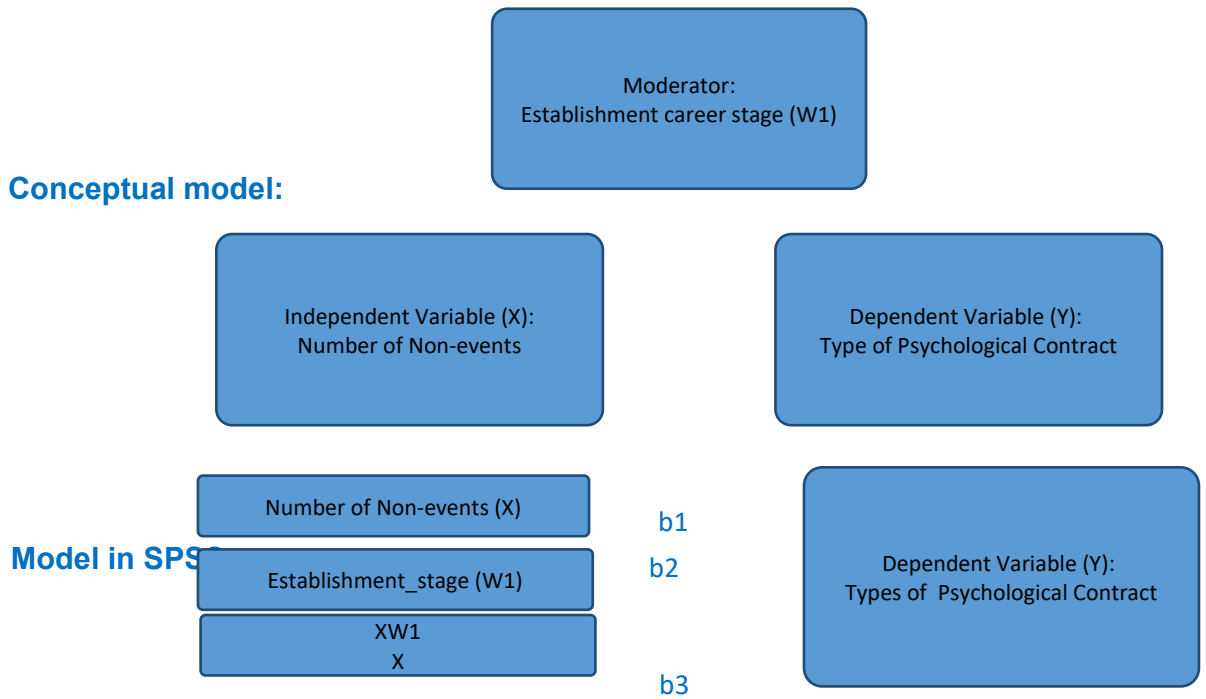 Moderator:
Establishment career stage (W1)
Conceptual model:
Independent Variable (X):
Number of Non-events
Dependent Variable (Y):
Type of Psychological Contract
Number of Non-events (X)
b1
Model in SPS
Establishment_stage (W1)
b2
Dependent Variable (Y):
Types of  Psychological Contract
XW1
X
b3